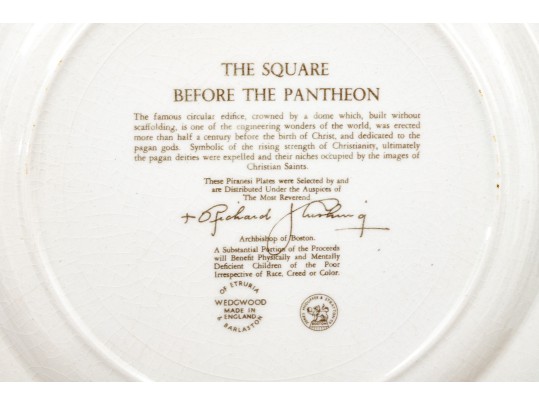 THE SQUARE
BEFORE THE PANTHEON
The famous circular edifice, crowned by a dome which, built without
scaffolding, is one of the engineering wonders of the world, was erected
more than half a century before the birth of Christ, and dedicated to the
pagan gods. Symbolic of the rising strength of Christianity, ultimately
the pagan deities were expelled and their niches occupied by the images of
Christian Saints.
These Piranesi Plates were Selected by and
are Distributed Under the Auspices of
The Most Reverend
+ Richard J Cushing
Archbishop of Boston.
A Substantial Portion of the Proceeds
will Benefit Physically and Mentally
Deficient Children of the Poor
Irrespective of Race, Creed or Color.
OF ETRURIA
WEDGWOOD
MADE IN
ENGLAND
& BARLASTON